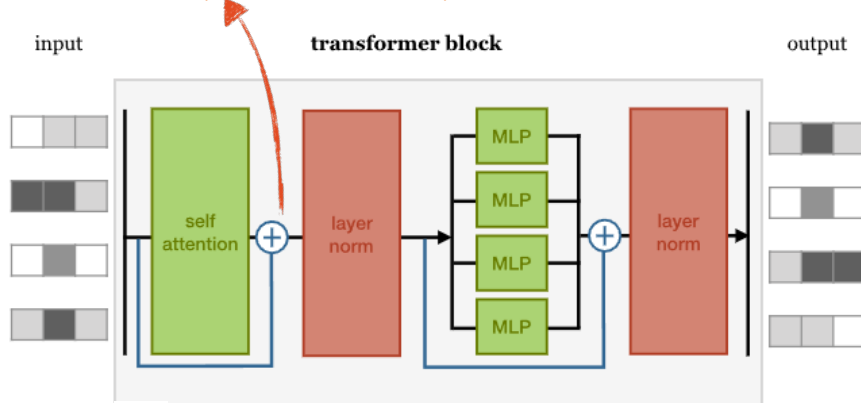 input
transformer block
output
self
attention
layer
norm
MLP
MLP
MLP
MLP
layer
norm